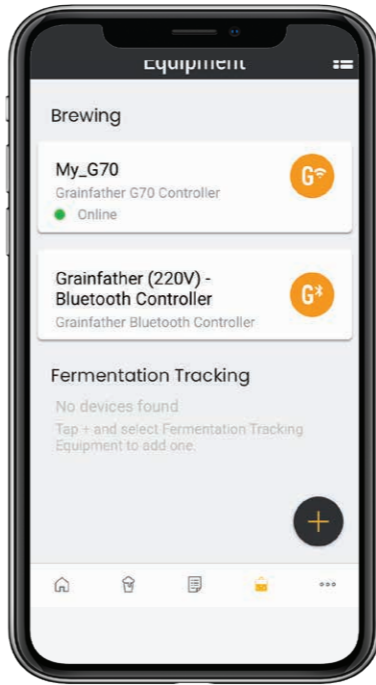 Equipment
Brewing
My_G70
Grainfather G70 Controller
Online
G
Grainfather (220V) -
Bluetooth Controller
Grainfather Bluetooth Controller
G
Fermentation Tracking
No devices found
Tap + and select Fermentation Tracking
Equipment to add one.
+